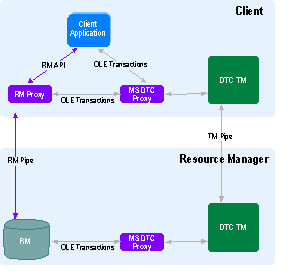 Client
Client
Application
RM API
OLE Transactions
RM Proxy
OLE Transactions
MS DTC
Proxy
DTC TM
TM Pipe
RM Pipe
Resource Manager
RM
OLE Transactions
MS DTC
Proxy
DTC TM